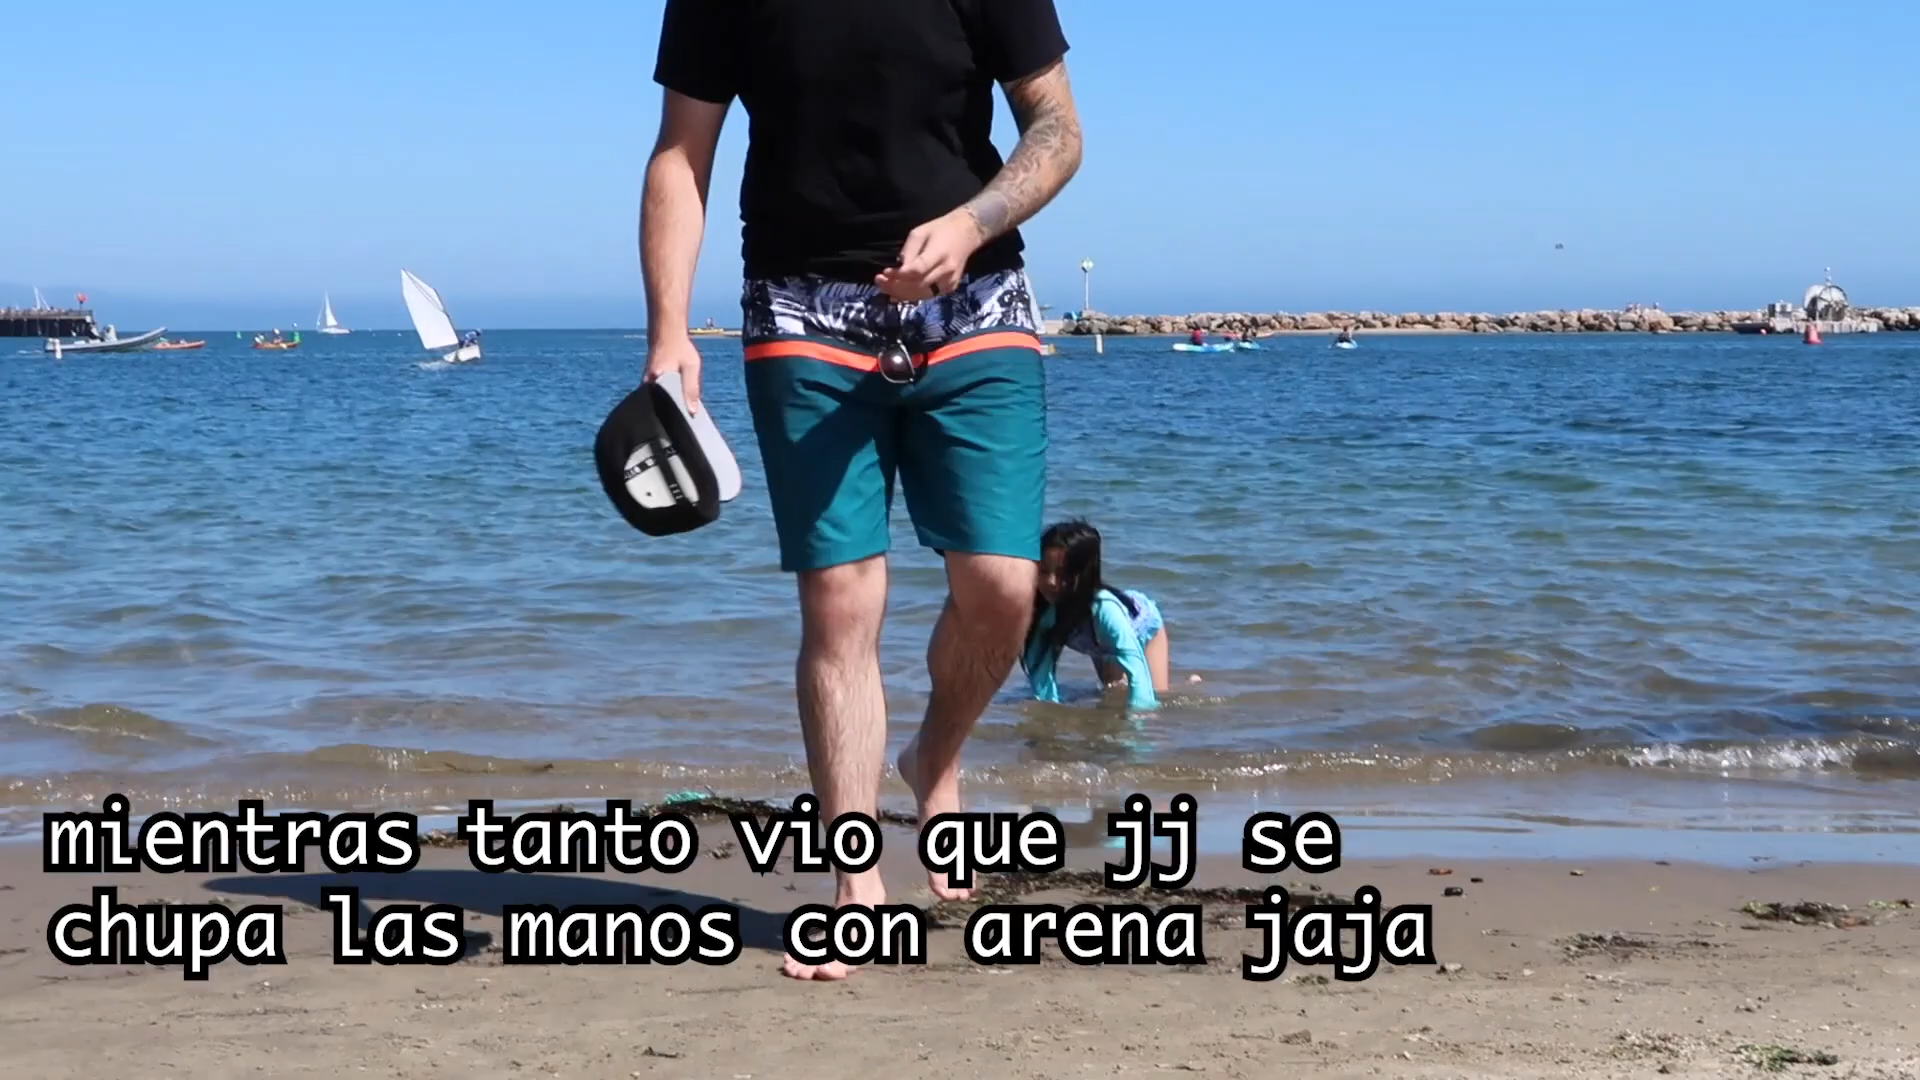 mientras tanto vio que jj se
chupa las manos con arena jaja